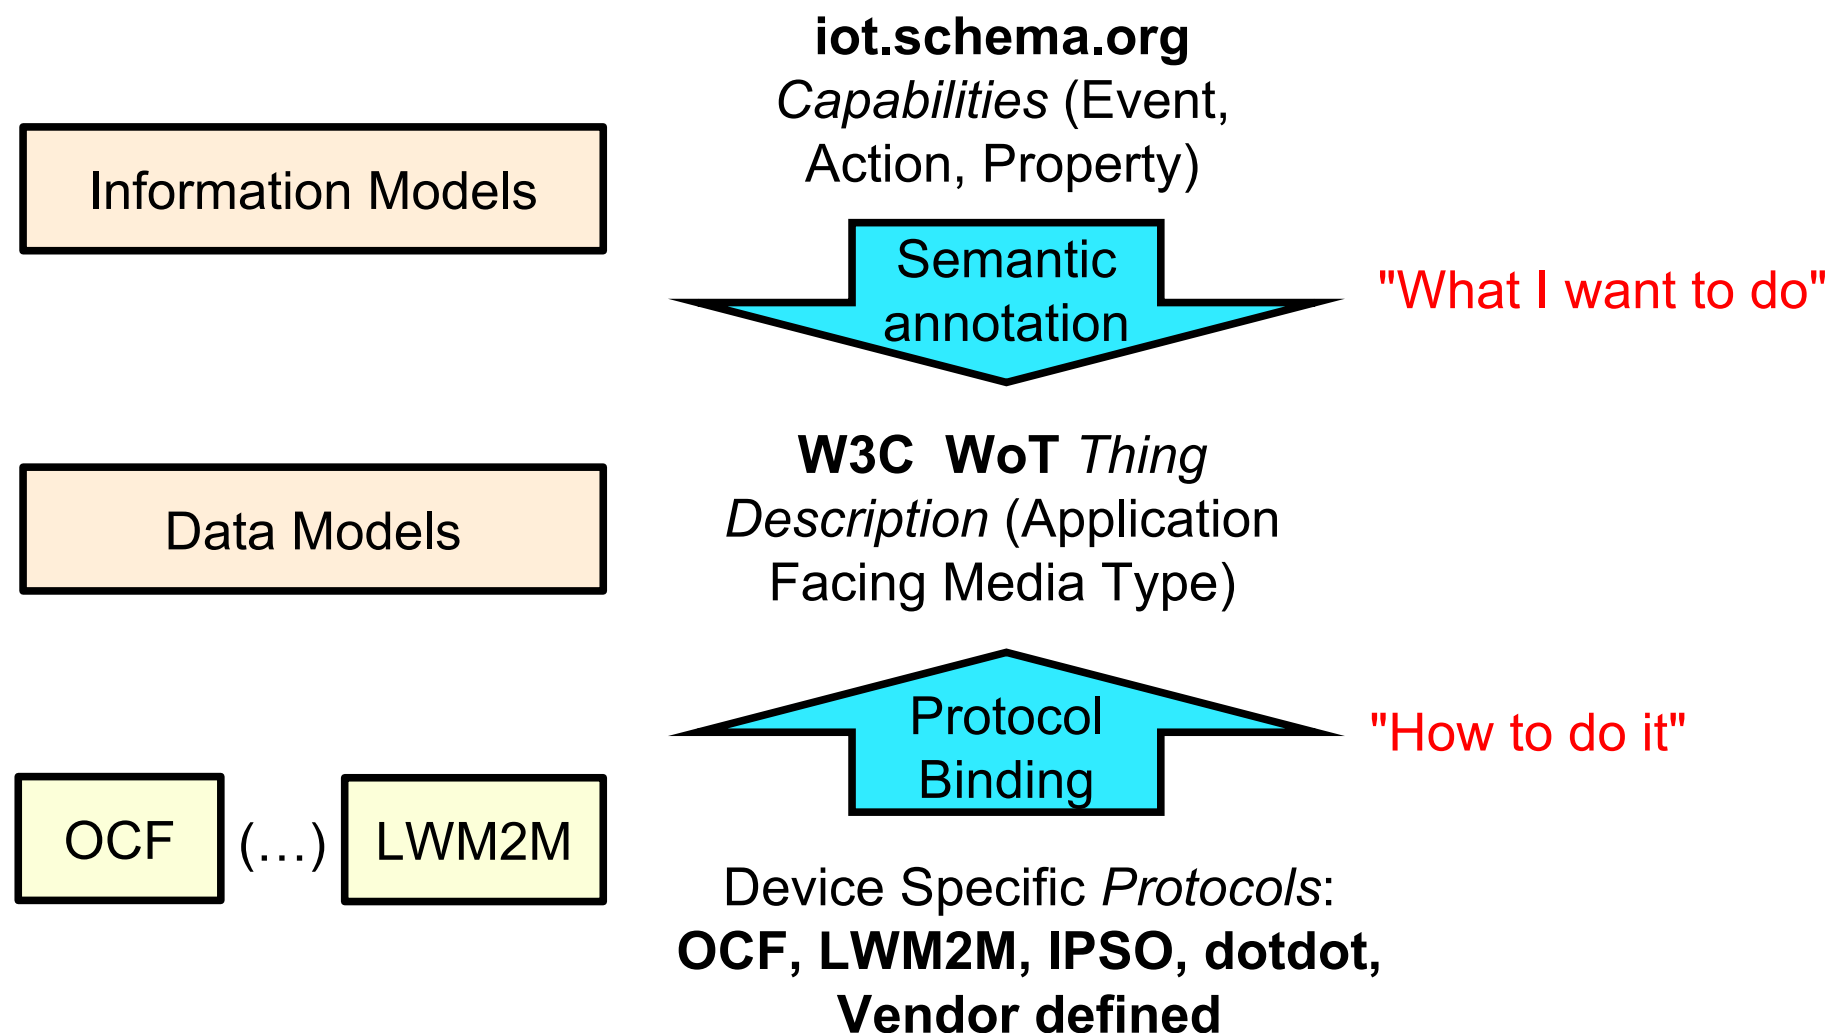 iot.schema.org
Capabilities (Event,
Action, Property)
Information Models
Semantic
annotation
"What I want to do"
W3C  WoT Thing
Description (Application
Facing Media Type)
Data Models
Protocol
Binding
"How to do it"
OCF
(…)
LWM2M
Device Specific Protocols:
OCF, LWM2M, IPSO, dotdot,
Vendor defined